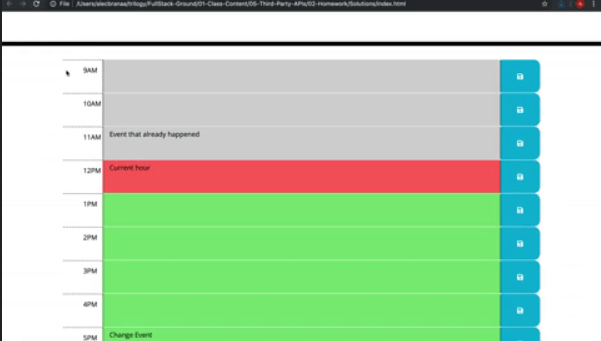 File | /Users/alecbranaa/trilogy/FullStack-Ground/01-Class-Content/05-Third-Party-APIs/02-Homework/Solutions/index.html
9AM
10AM
11AM Event that already happened
12PM Current hour
1PM
2PM
3PM
4PM
5PM Change Event